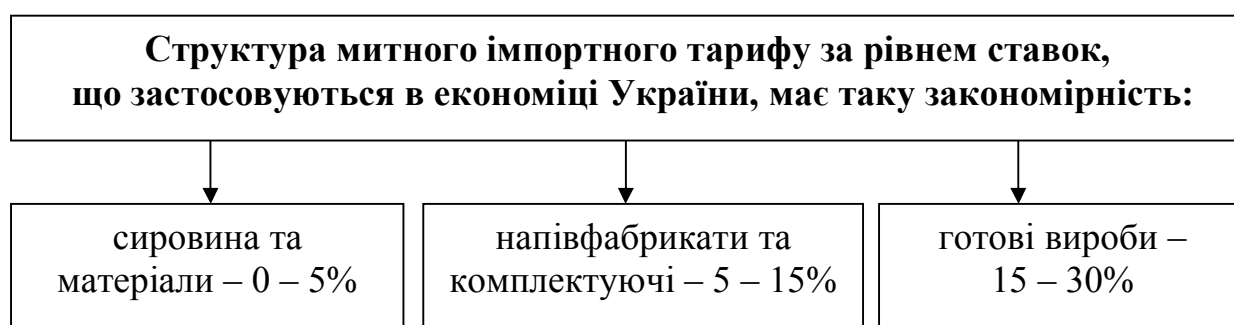 Структура митного імпортного тарифу за рівнем ставок,
що застосовуються в економіці України, має таку закономірність:
сировина та
матеріали – 0 – 5%
напівфабрикати та
комплектуючі – 5 – 15%
готові вироби –
15 – 30%